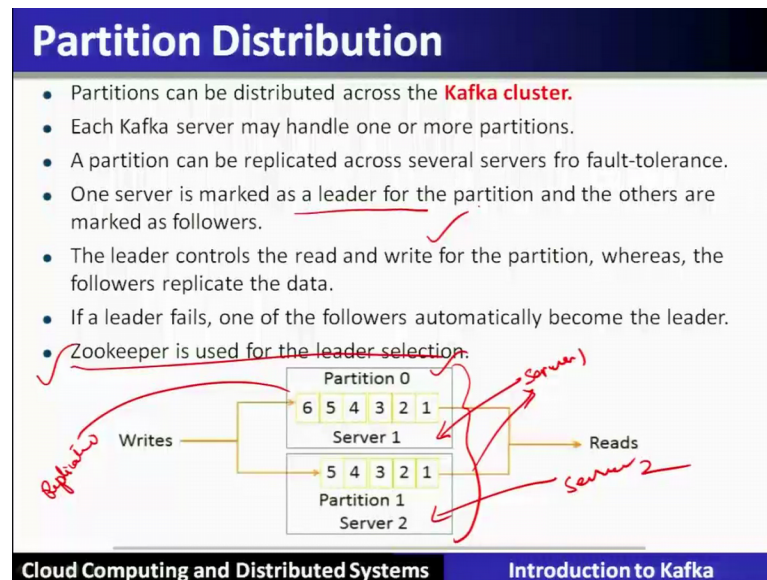 Partition Distribution
• Partitions can be distributed across the Kafka cluster.
• Each Kafka server may handle one or more partitions.
• A partition can be replicated across several servers fro fault-tolerance.
• One server is marked as a leader for the partition and the others are
marked as followers.
• The leader controls the read and write for the partition, whereas, the
followers replicate the data.
• If a leader fails, one of the followers automatically become the leader.
• Zookeeper is used for the leader selection.
Partition 0
server1
6 5 4 3 2 1
Server 1
Writes
Reads
5 4 3 2 1
Partition 1
Server 2
server 2
Cloud Computing and Distributed Systems
Introduction to Kafka